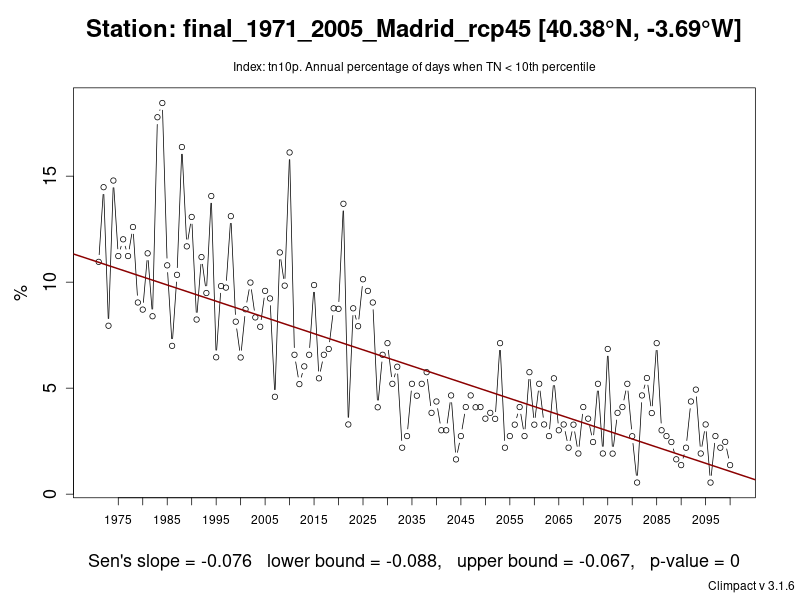 Station: final_1971_2005_Madrid_rcp45 [40.38°N, -3.69°W]
Index: tn10p. Annual percentage of days when TN < 10th percentile
15
10
%
5
0
1975 1985 1995 2005 2015 2025 2035 2045 2055 2065 2075 2085 2095
Sen's slope = -0.076 lower bound = -0.088, upper bound = -0.067, p-value = 0
Climpact v 3.1.6